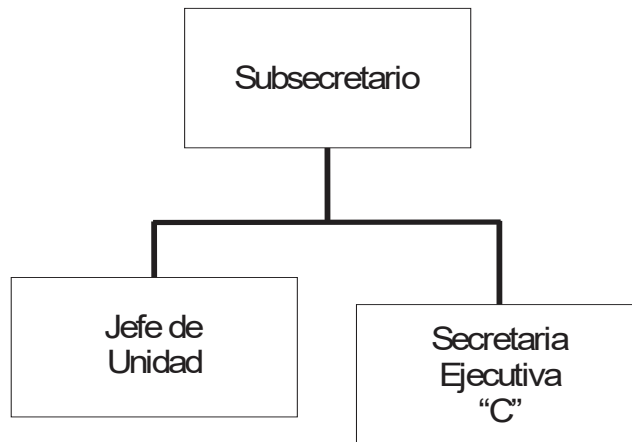 Subsecretario
Jefe de
Unidad
Secretaria
Ejecutiva
“C”